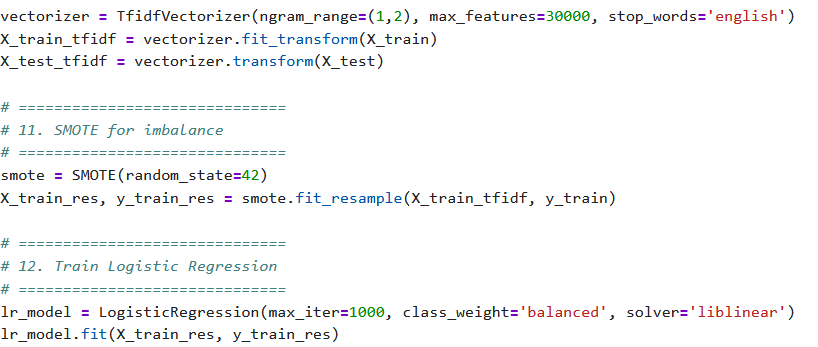 vectorizer = TfidfVectorizer(ngram_range=(1,2), max_features=30000, stop_words='english')
X_train_tfidf = vectorizer.fit_transform(X_train)
X_test_tfidf = vectorizer.transform(X_test)
# ==============================
# 11. SMOTE for imbalance
# ==============================
smote = SMOTE(random_state=42)
X_train_res, y_train_res = smote.fit_resample(X_train_tfidf, y_train)
# ==============================
# 12. Train Logistic Regression
# ==============================
lr_model = LogisticRegression(max_iter=1000, class_weight='balanced', solver='liblinear')
lr_model.fit(X_train_res, y_train_res)